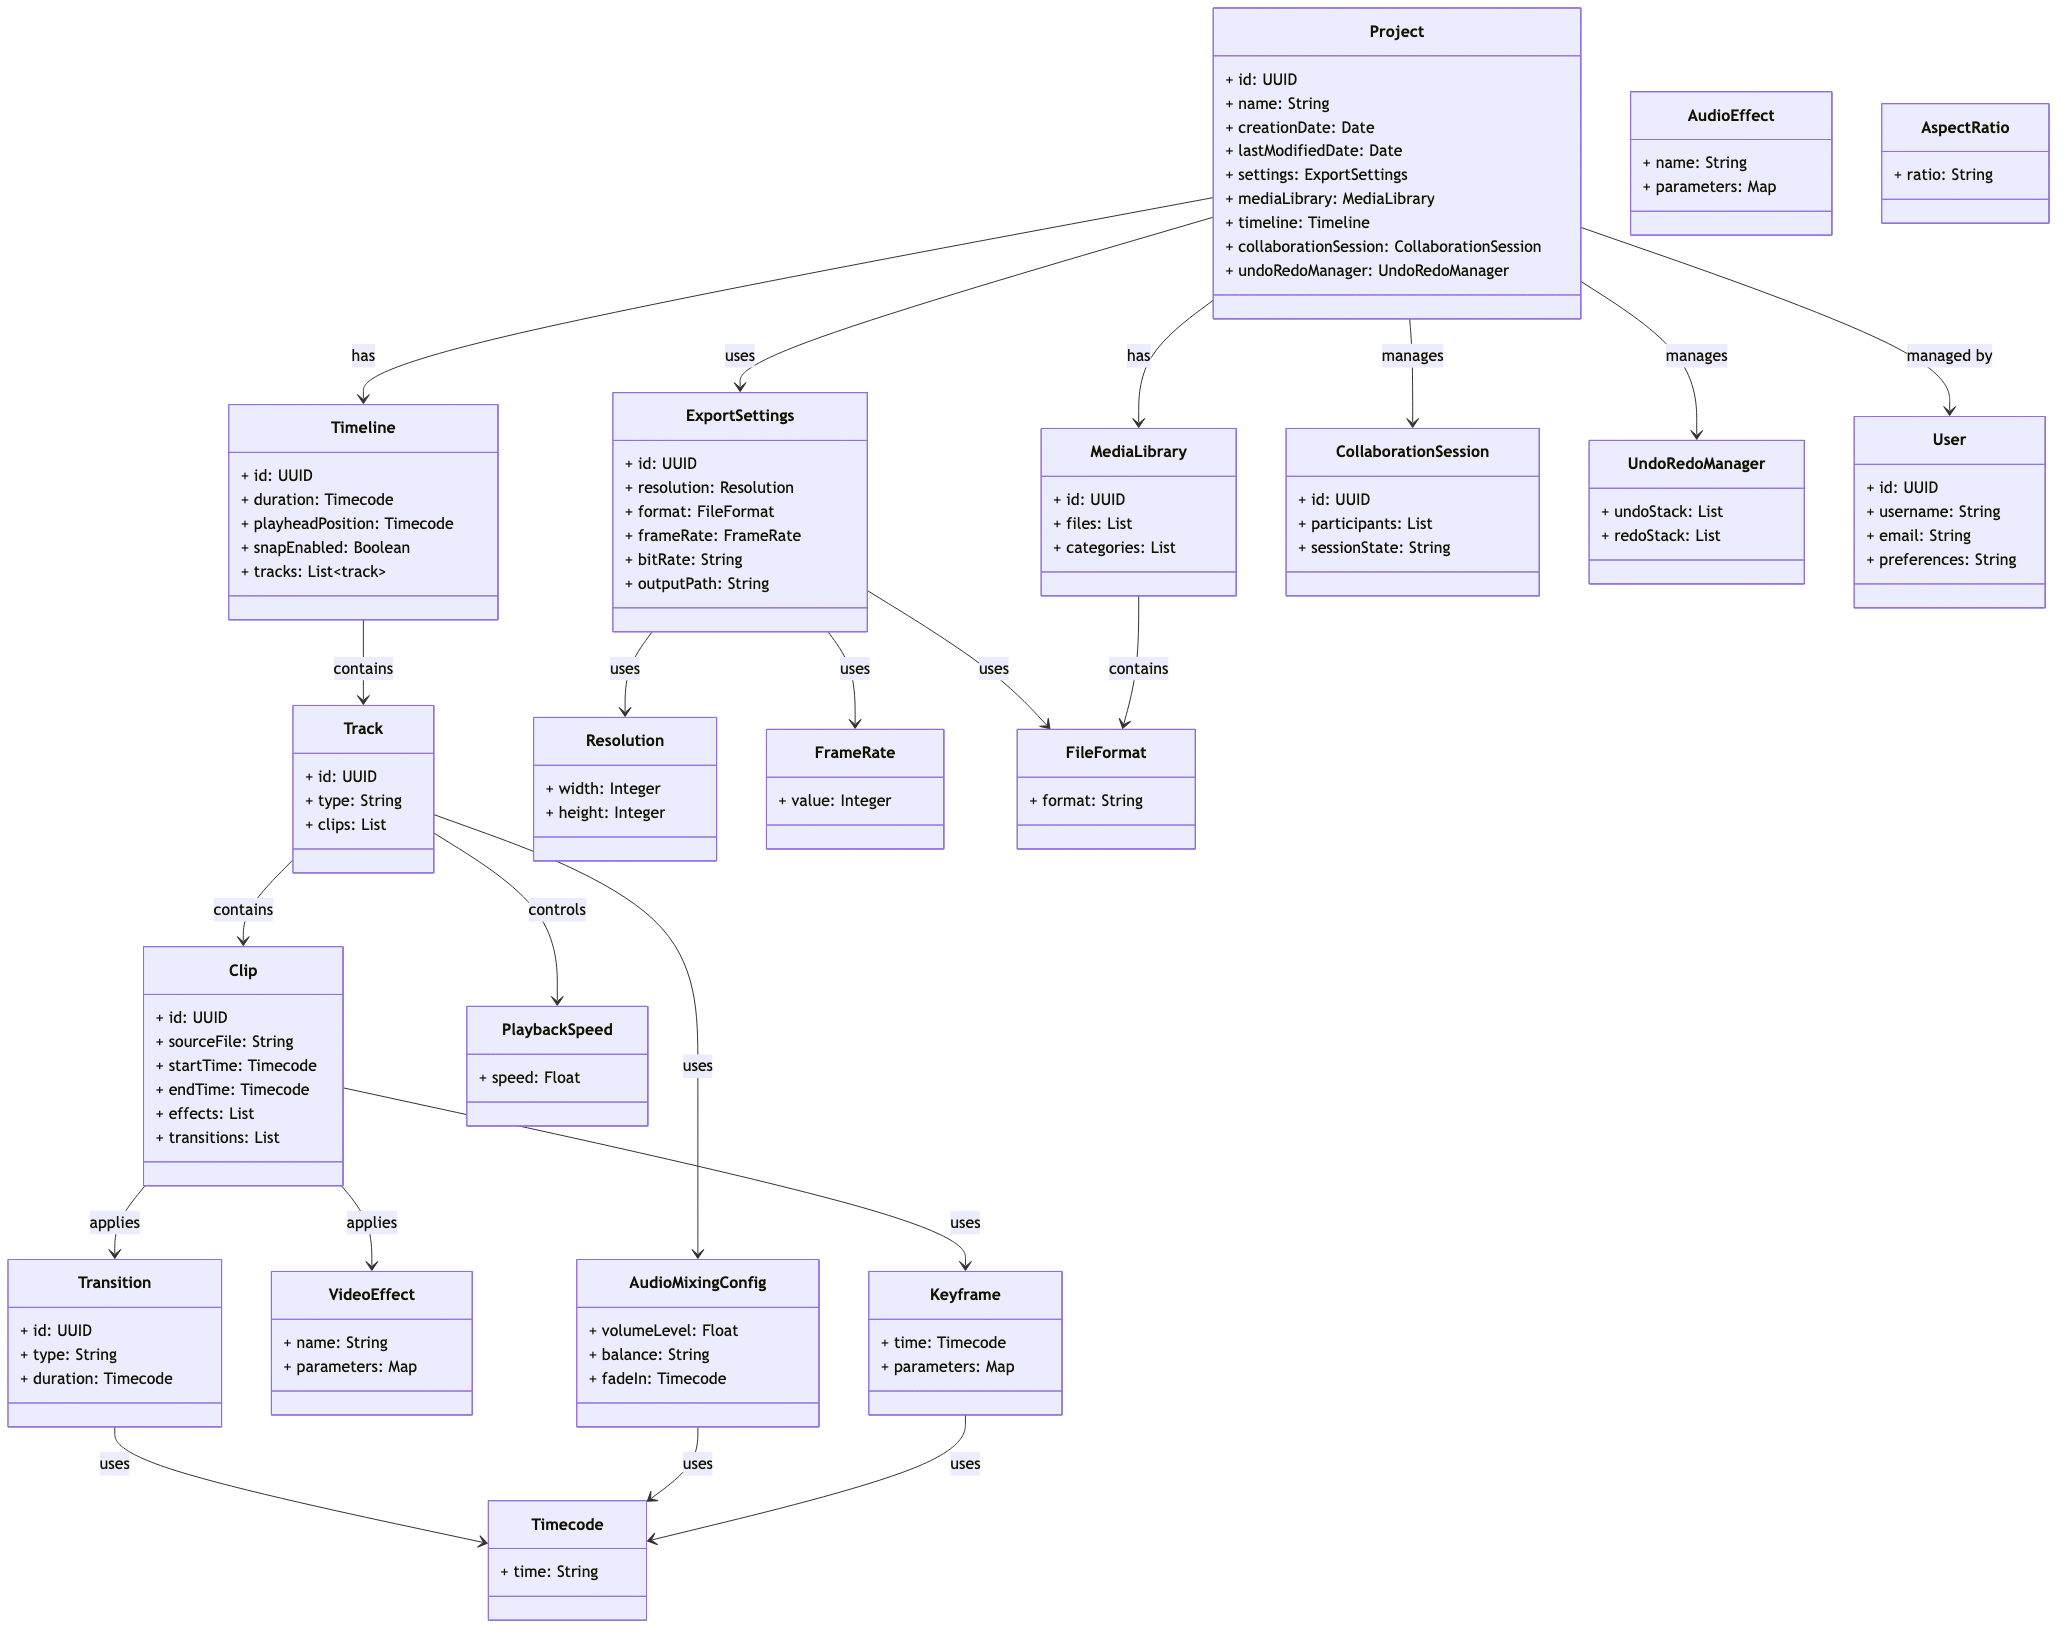 Project
+ id: UUID
+ name: String
+ creationDate: Date
+ lastModifiedDate: Date
+ settings: ExportSettings
+ mediaLibrary: MediaLibrary
+ timeline: Timeline
+ collaborationSession: CollaborationSession
+ undoRedoManager: UndoRedoManager
AudioEffect
+ name: String
+ parameters: Map
AspectRatio
+ ratio: String
has
uses
has
manages
manages
managed by
Timeline
+ id: UUID
+ duration: Timecode
+ playheadPosition: Timecode
+ snapEnabled: Boolean
+ tracks: List<track>
ExportSettings
+ id: UUID
+ resolution: Resolution
+ format: FileFormat
+ frameRate: FrameRate
+ bitRate: String
+ outputPath: String
MediaLibrary
+ id: UUID
+ files: List
+ categories: List
CollaborationSession
+ id: UUID
+ participants: List
+ sessionState: String
UndoRedoManager
+ undoStack: List
+ redoStack: List
User
+ id: UUID
+ username: String
+ email: String
+ preferences: String
contains
uses
uses
uses
contains
Track
+ id: UUID
+ type: String
+ clips: List
Resolution
+ width: Integer
+ height: Integer
FrameRate
+ value: Integer
FileFormat
+ format: String
contains
controls
uses
Clip
+ id: UUID
+ sourceFile: String
+ startTime: Timecode
+ endTime: Timecode
+ effects: List
+ transitions: List
PlaybackSpeed
+ speed: Float
applies
applies
uses
Transition
+ id: UUID
+ type: String
+ duration: Timecode
VideoEffect
+ name: String
+ parameters: Map
AudioMixingConfig
+ volumeLevel: Float
+ balance: String
+ fadeIn: Timecode
Keyframe
+ time: Timecode
+ parameters: Map
uses
uses
uses
Timecode
+ time: String